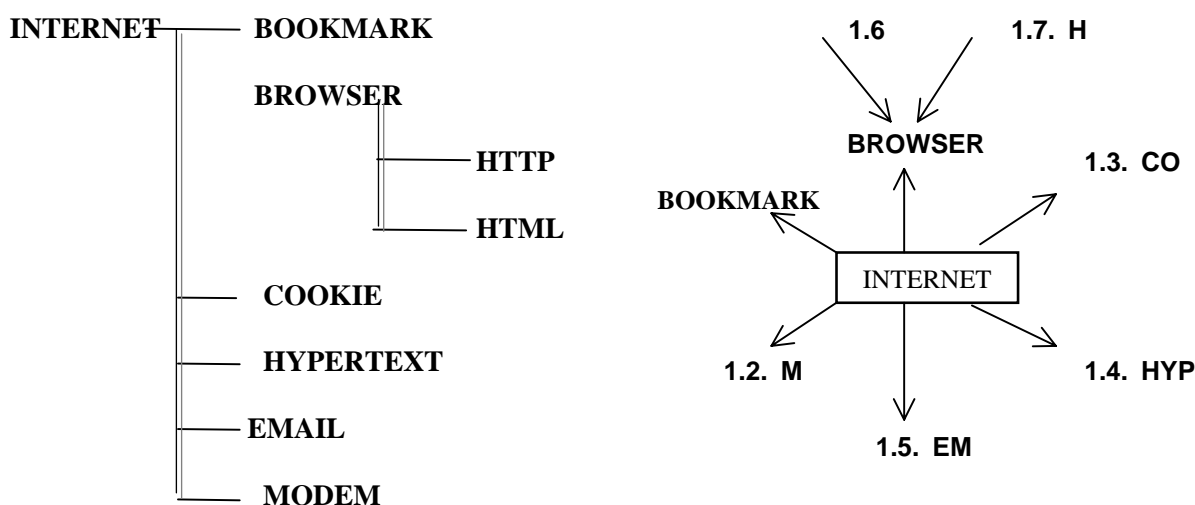 INTERNET
BOOKMARK
BROWSER
HTTP
HTML
COOKIE
HYPERTEXT
EMAIL
MODEM
1.6
1.7. H
BROWSER
1.3. CO
BOOKMARK
INTERNET
1.2. M
1.4. HYP
1.5. EM